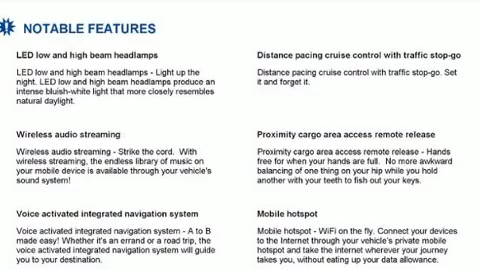 NOTABLE FEATURES
LED low and high beam headlamps
LED low and high beam headlamps - Light up the
night. LED low and high beam headlamps produce an
intense bluish-white light that more closely resembles
natural daylight.
Distance pacing cruise control with traffic stop-go
Distance pacing cruise control with traffic stop-go. Set
it and forget it.
Wireless audio streaming
Wireless audio streaming - Strike the cord.  With
wireless streaming, the endless library of music on
your mobile device is available through your vehicle's
sound system!
Proximity cargo area access remote release
Proximity cargo area access remote release - Hands
free for when your hands are full.  No more awkward
balancing of one thing on your hip while you hold
another with your teeth to fish out your keys.
Voice activated integrated navigation system
Voice activated integrated navigation system - A to B
made easy! Whether it's an errand or a road trip, the
voice activated integrated navigation system will guide
you to your destination.
Mobile hotspot
Mobile hotspot - WiFi on the fly. Connect your devices
to the Internet through your vehicle's private mobile
hotspot and take the internet wherever your journey
takes you, without eating up your data allowance.